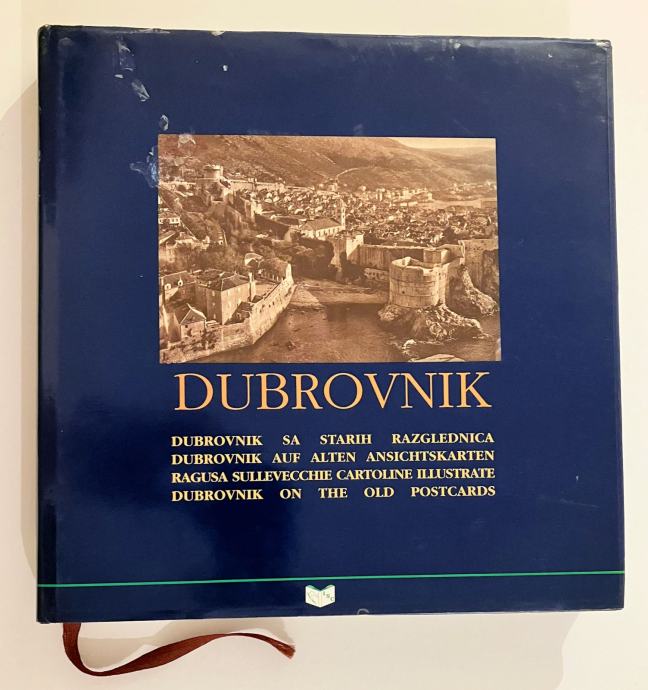 DUBROVNIK
DUBROVNIK SA STARIH RAZGLEDNICA
DUBROVNIK AUF ALTEN ANSICHTSKARTEN
RAGUSA SULLEVECCHIE CARTOLINE ILLUSTRATE
DUBROVNIK ON THE OLD POSTCARDS